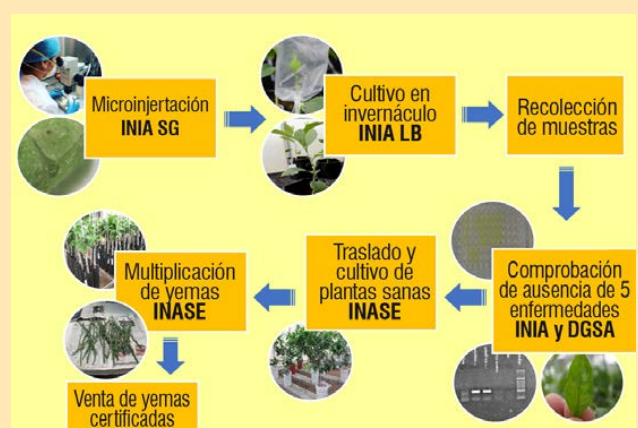 Microinjertación
INIA SG
Cultivo en
invernáculo
INIA LB
Recolección
de muestras
Comprobación
de ausencia de 5
enfermedades
INIA y DGSA
Traslado y
cultivo de
plantas sanas
INASE
Multiplicación
de yemas
INASE
Venta de yemas
certificadas